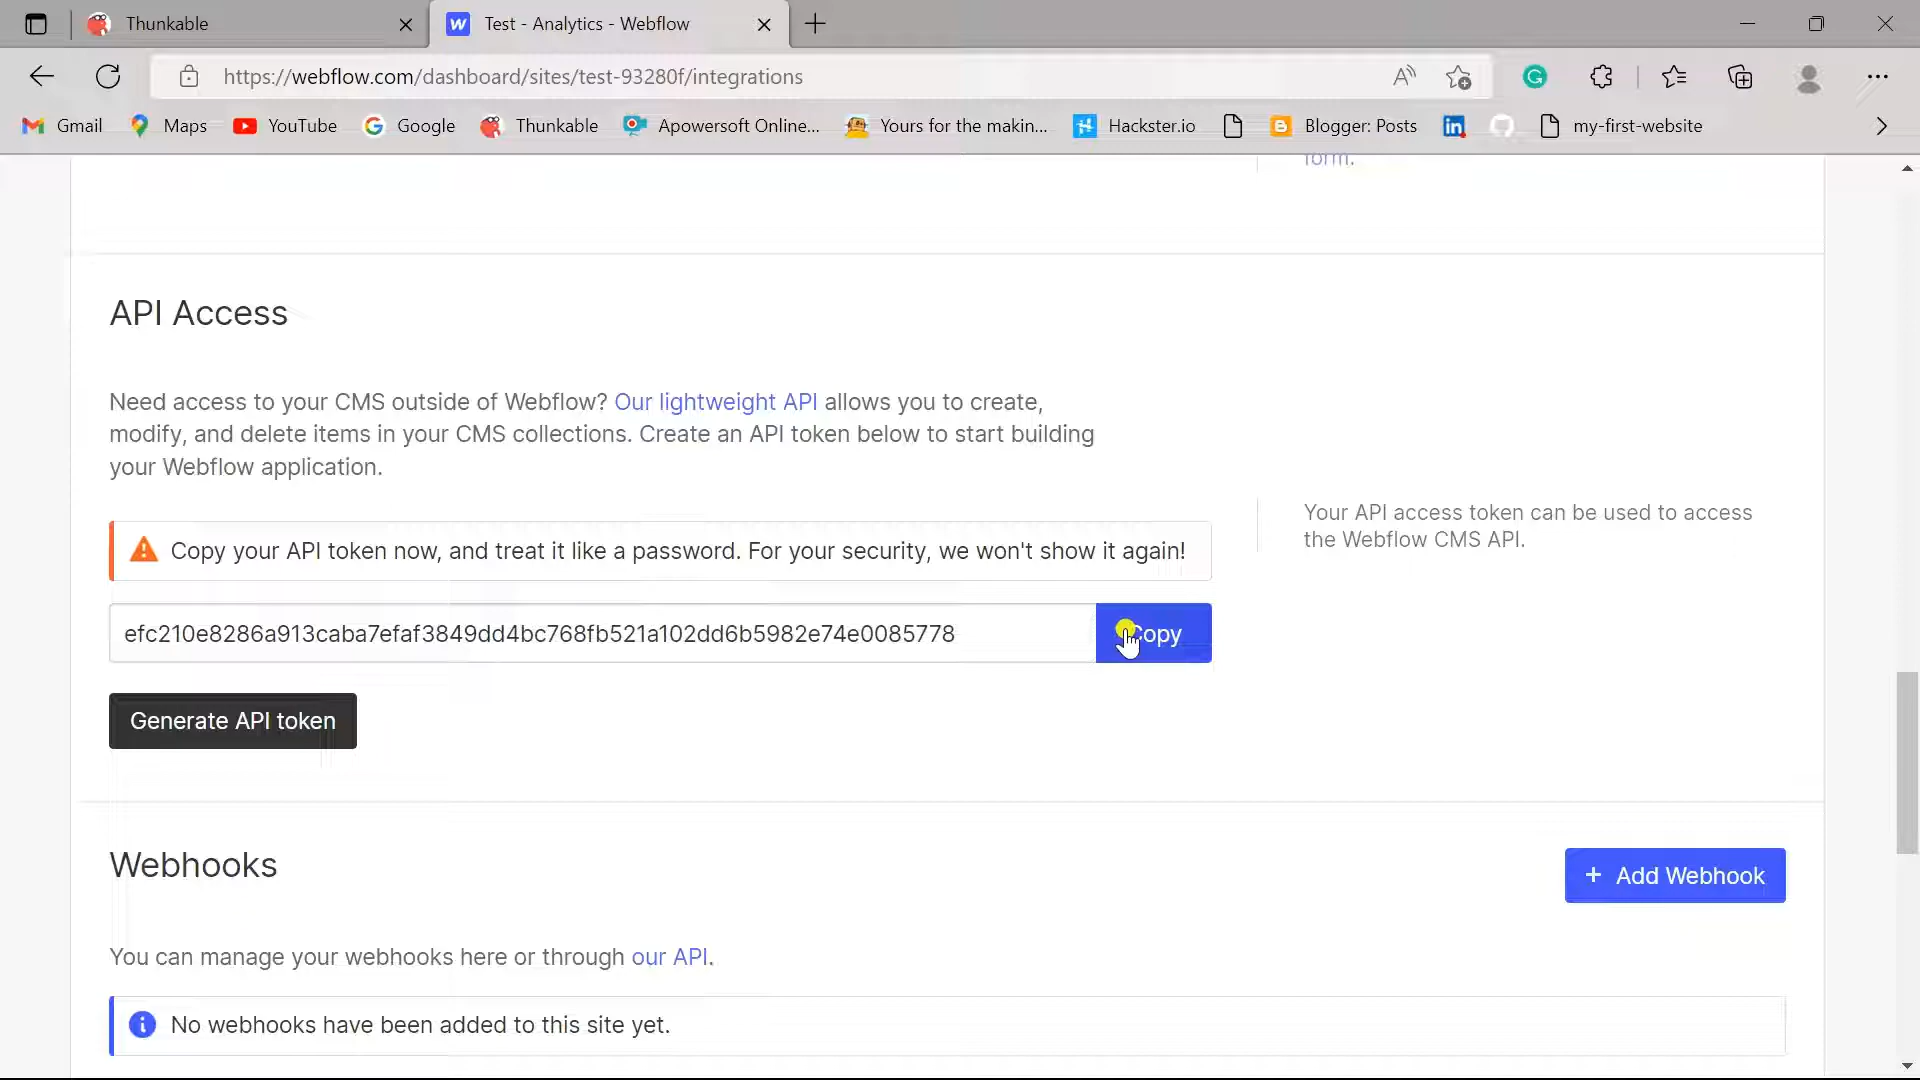 Thunkable
Test - Analytics - Webflow
https://webflow.com/dashboard/sites/test-93280f/integrations
Gmail
Maps
YouTube
Google
Thunkable
Apowersoft Online...
Yours for the makin...
Hackster.io
Blogger: Posts
my-first-website
form.
API Access
Need access to your CMS outside of Webflow? Our lightweight API allows you to create,
modify, and delete items in your CMS collections. Create an API token below to start building
your Webflow application.
Your API access token can be used to access
the Webflow CMS API.
Copy your API token now, and treat it like a password. For your security, we won't show it again!
efc210e8286a913caba7efaf3849dd4bc768fb521a102dd6b5982e74e0085778
Copy
Generate API token
Webhooks
+ Add Webhook
You can manage your webhooks here or through our API.
No webhooks have been added to this site yet.